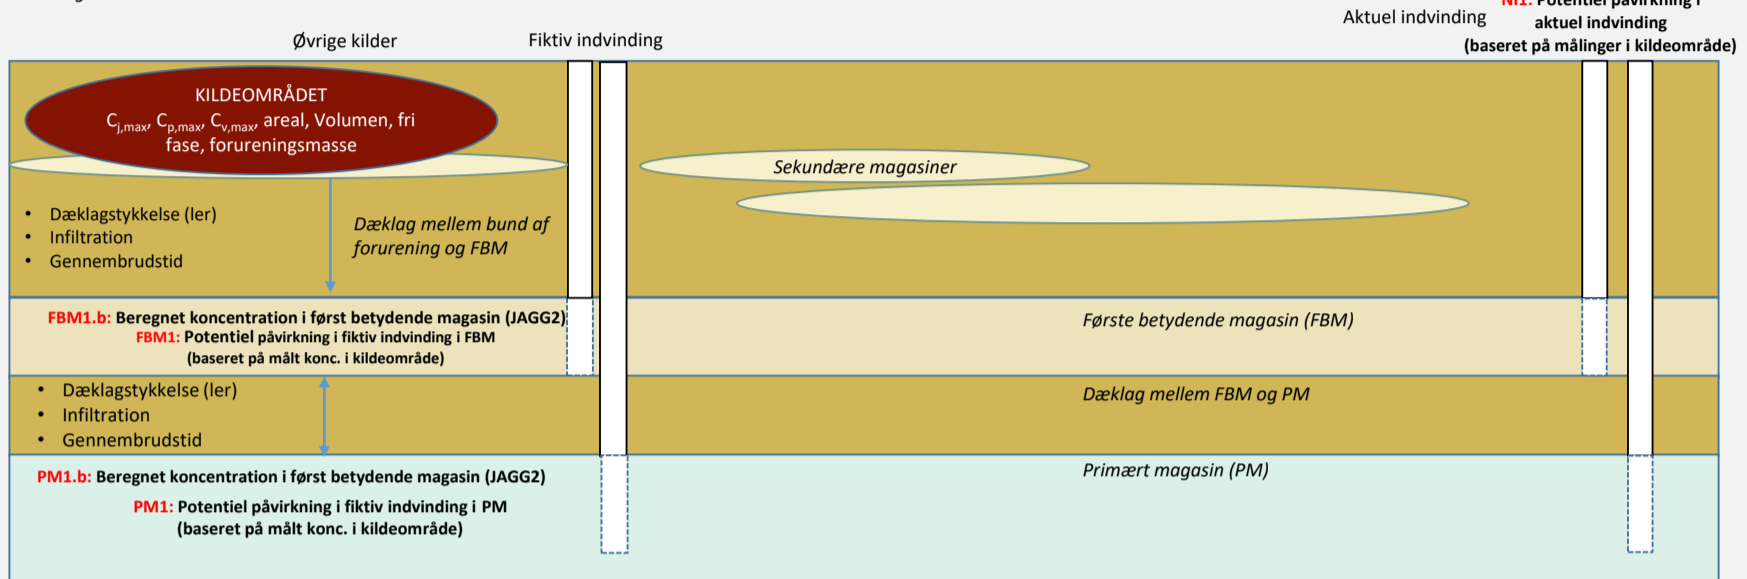 Aktuel indvinding
NI1: Potentiel påvirkning i
aktuel indvinding
(baseret på målinger i kildeområde)
Øvrige kilder
Fiktiv indvinding
KILDEOMRÅDET
Cj,max, Cp,max, Cv,max, areal, Volumen, fri
fase, forureningsmasse
Sekundære magasiner
• Dæklagstykkelse (ler)
• Infiltration
• Gennembrudstid
Dæklag mellem bund af
forurening og FBM
FBM1.b: Beregnet koncentration i først betydende magasin (JAGG2)
FBM1: Potentiel påvirkning i fiktiv indvinding i FBM
(baseret på målt konc. i kildeområde)
Første betydende magasin (FBM)
• Dæklagstykkelse (ler)
• Infiltration
• Gennembrudstid
Dæklag mellem FBM og PM
PM1.b: Beregnet koncentration i først betydende magasin (JAGG2)
PM1: Potentiel påvirkning i fiktiv indvinding i PM
(baseret på målt konc. i kildeområde)
Primært magasin (PM)